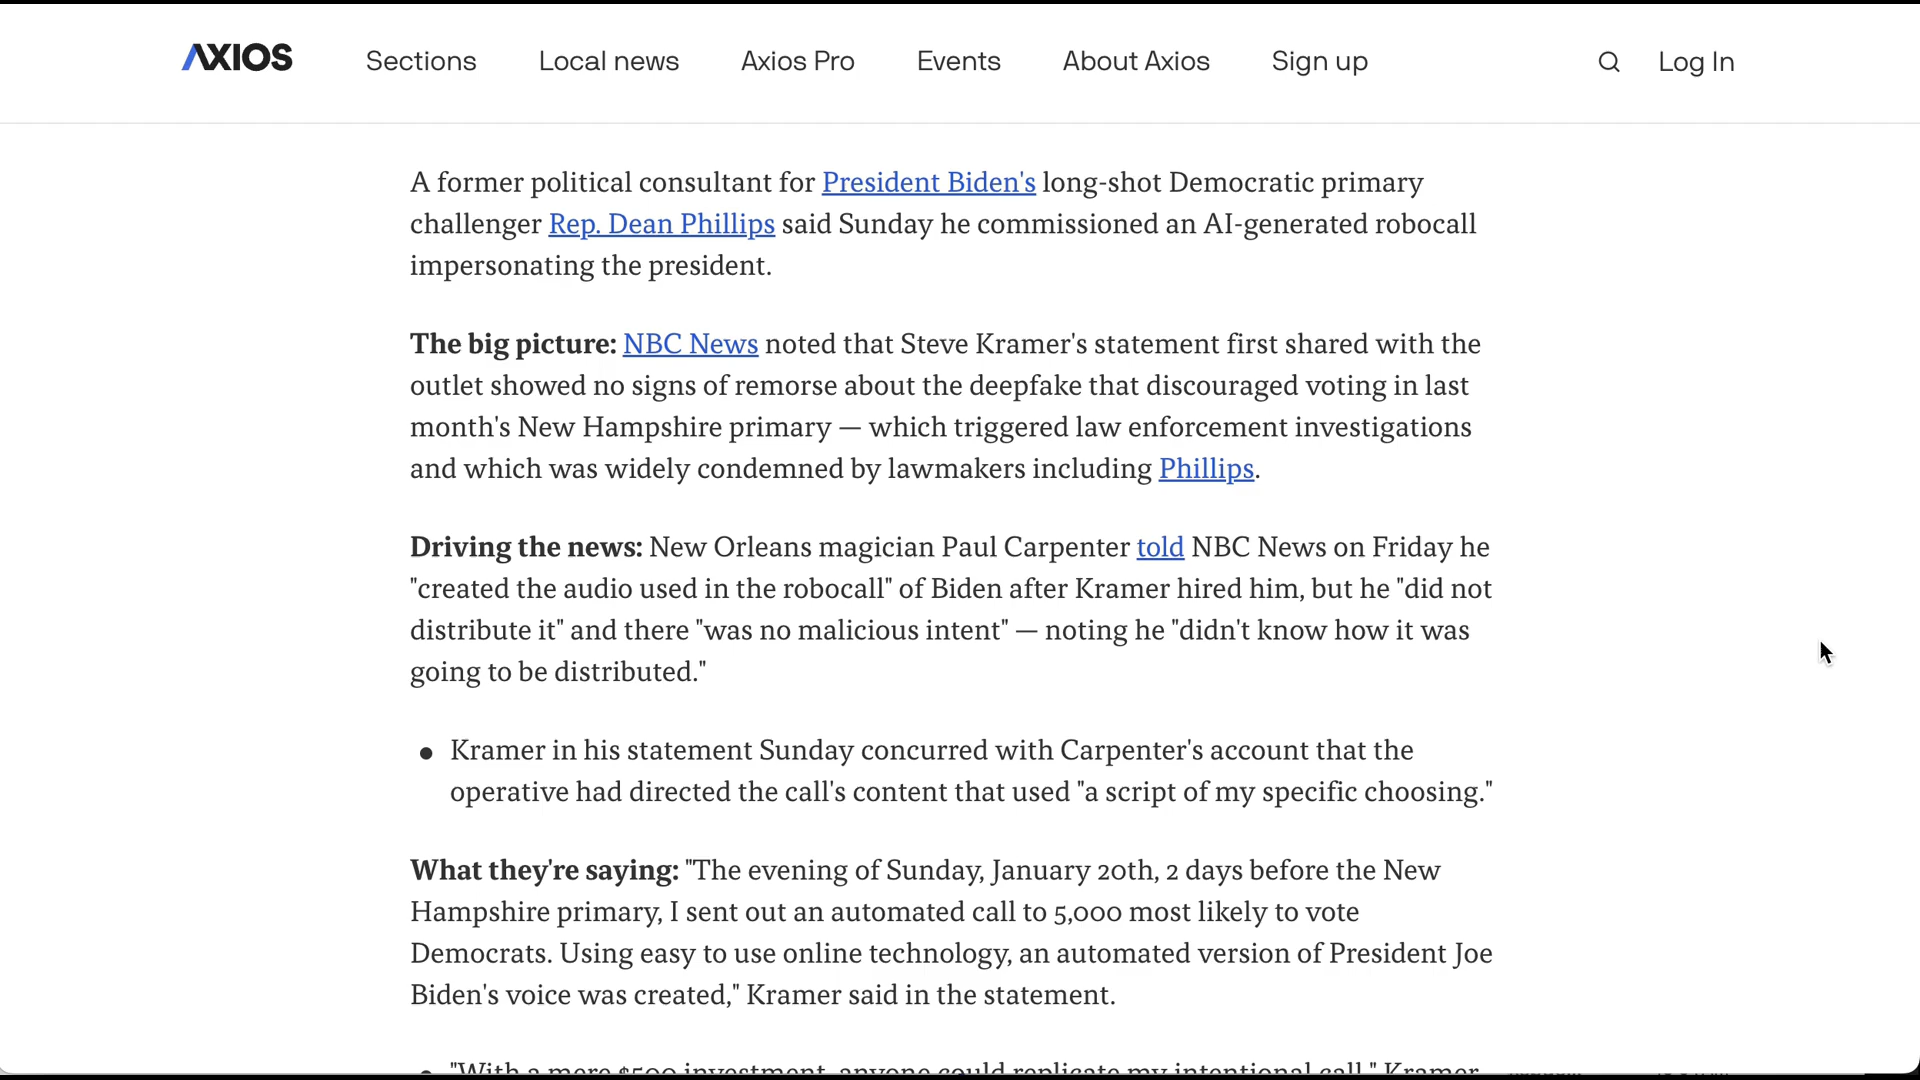 AXIOS Sections Local news Axios Pro Events About Axios Sign up Log In
A former political consultant for President Biden's long-shot Democratic primary
challenger Rep. Dean Phillips said Sunday he commissioned an AI-generated robocall
impersonating the president.
The big picture: NBC News noted that Steve Kramer's statement first shared with the
outlet showed no signs of remorse about the deepfake that discouraged voting in last
month's New Hampshire primary — which triggered law enforcement investigations
and which was widely condemned by lawmakers including Phillips.
Driving the news: New Orleans magician Paul Carpenter told NBC News on Friday he
"created the audio used in the robocall" of Biden after Kramer hired him, but he "did not
distribute it" and there "was no malicious intent" — noting he "didn't know how it was
going to be distributed."
• Kramer in his statement Sunday concurred with Carpenter's account that the
operative had directed the call's content that used "a script of my specific choosing."
What they're saying: "The evening of Sunday, January 20th, 2 days before the New
Hampshire primary, I sent out an automated call to 5,000 most likely to vote
Democrats. Using easy to use online technology, an automated version of President Joe
Biden's voice was created," Kramer said in the statement.
• "With a mere $500 investment, anyone could replicate my intentional call," Kramer